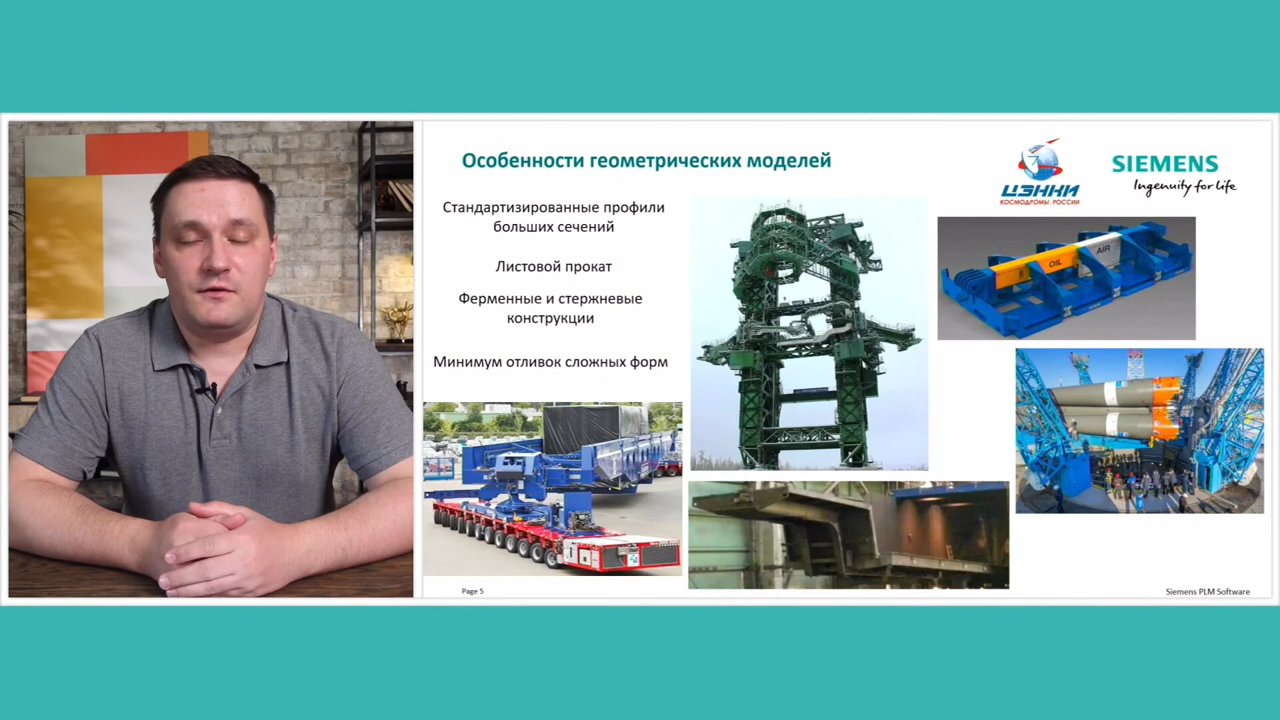 Особенности геометрических моделей
ЦЭНКИ
КОСМОДРОМЫ РОССИИ
SIEMENS
Ingenuity for life
Стандартизированные профили
больших сечений
Листовой прокат
Ферменные и стержневые
конструкции
Минимум отливок сложных форм
OIL
AIR
Page 5
Siemens PLM Software